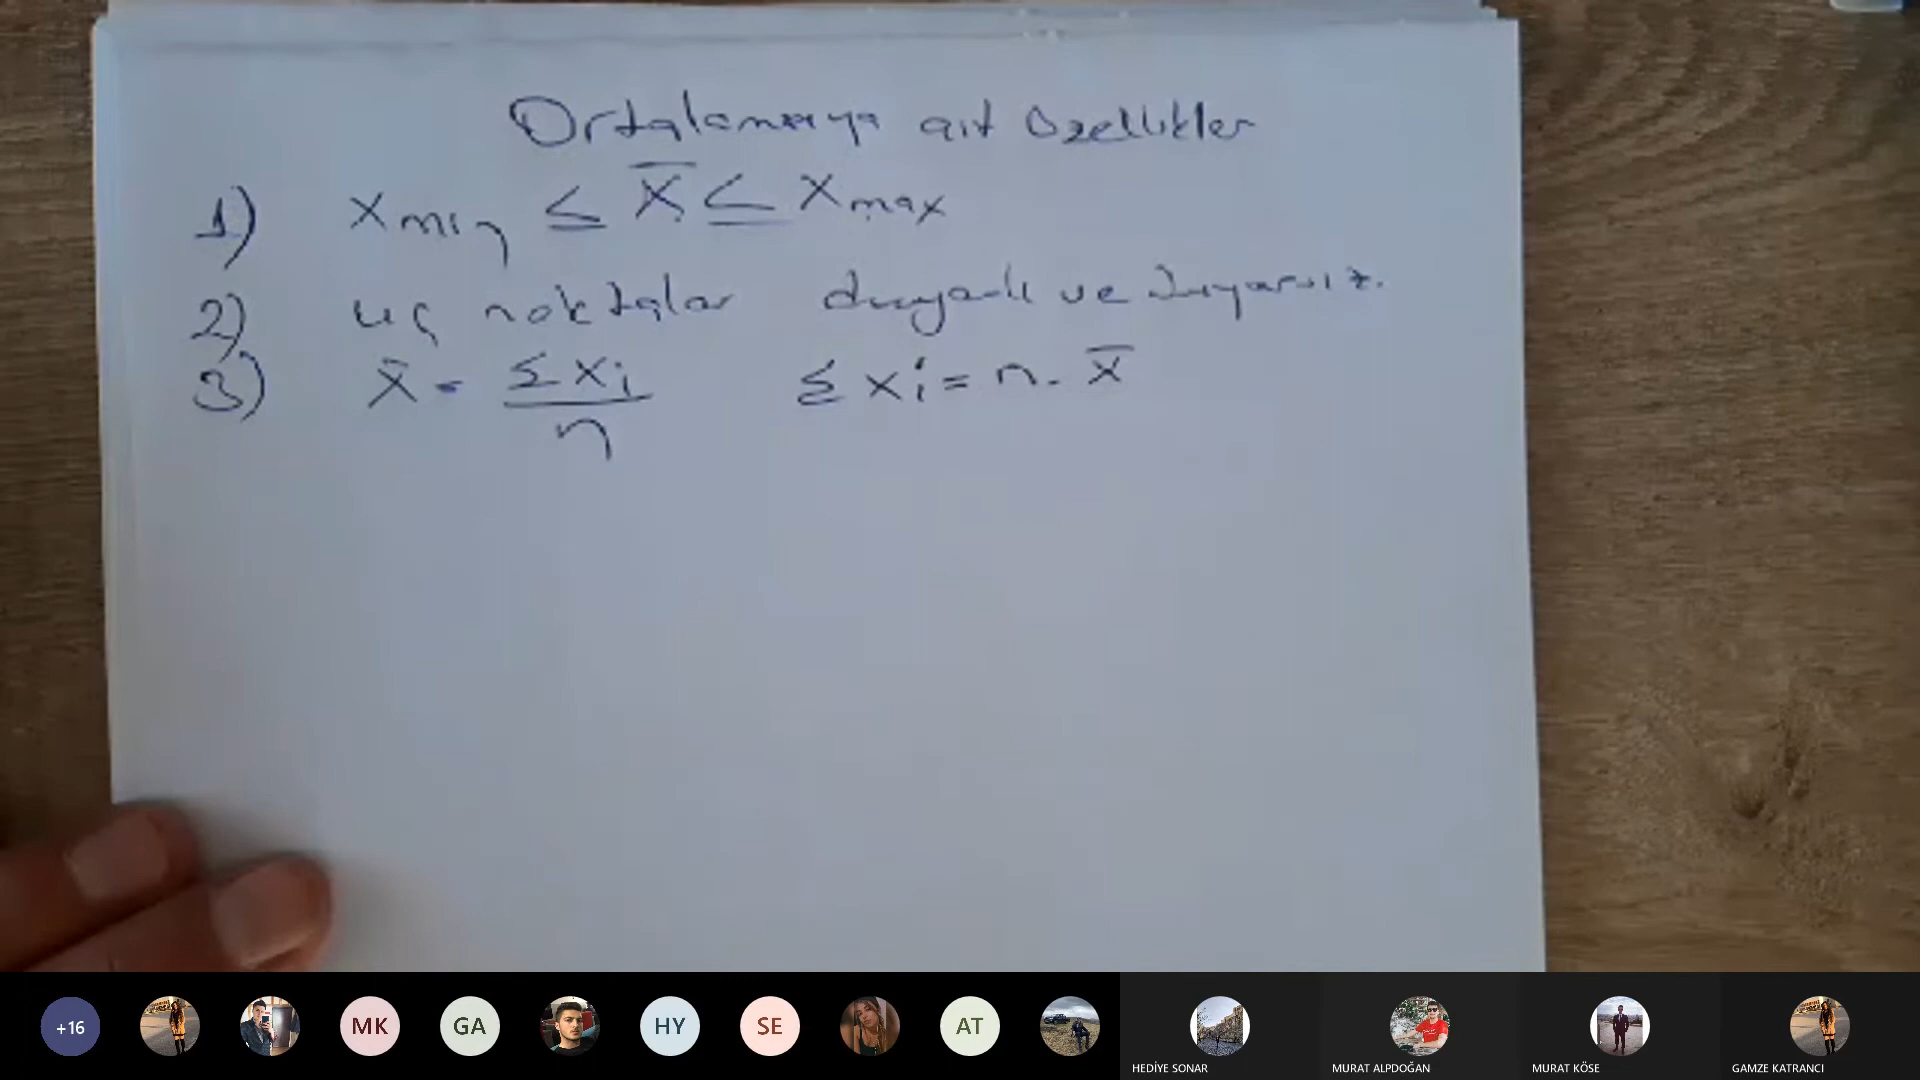 Ortalamaya ait özellikler
1) Xmin ≤ X̄ ≤ Xmax
2) uç noktalar duyarlı ve duyarsız.
3) X̄ = Σxi / n    Σxi = n. X̄
+16 MK GA HY SE AT
HEDİYE SONAR MURAT ALPDOĞAN MURAT KÖSE GAMZE KATRANCI